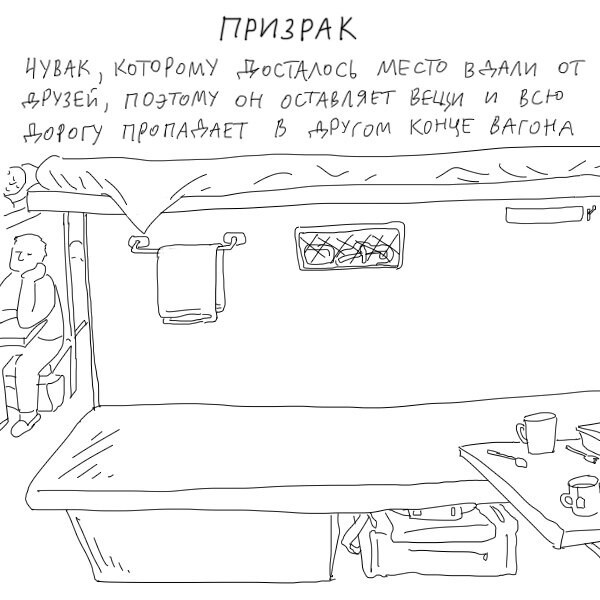 ПРИЗРАК
ЧУВАК, КОТОРОМУ ДОСТАЛОСЬ МЕСТО ВДАЛИ ОТ
ДРУЗЕЙ, ПОЭТОМУ ОН ОСТАВЛЯЕТ ВЕЩИ И ВСЮ
ДОРОГУ ПРОПАДАЕТ В ДРУГОМ КОНЦЕ ВАГОНА